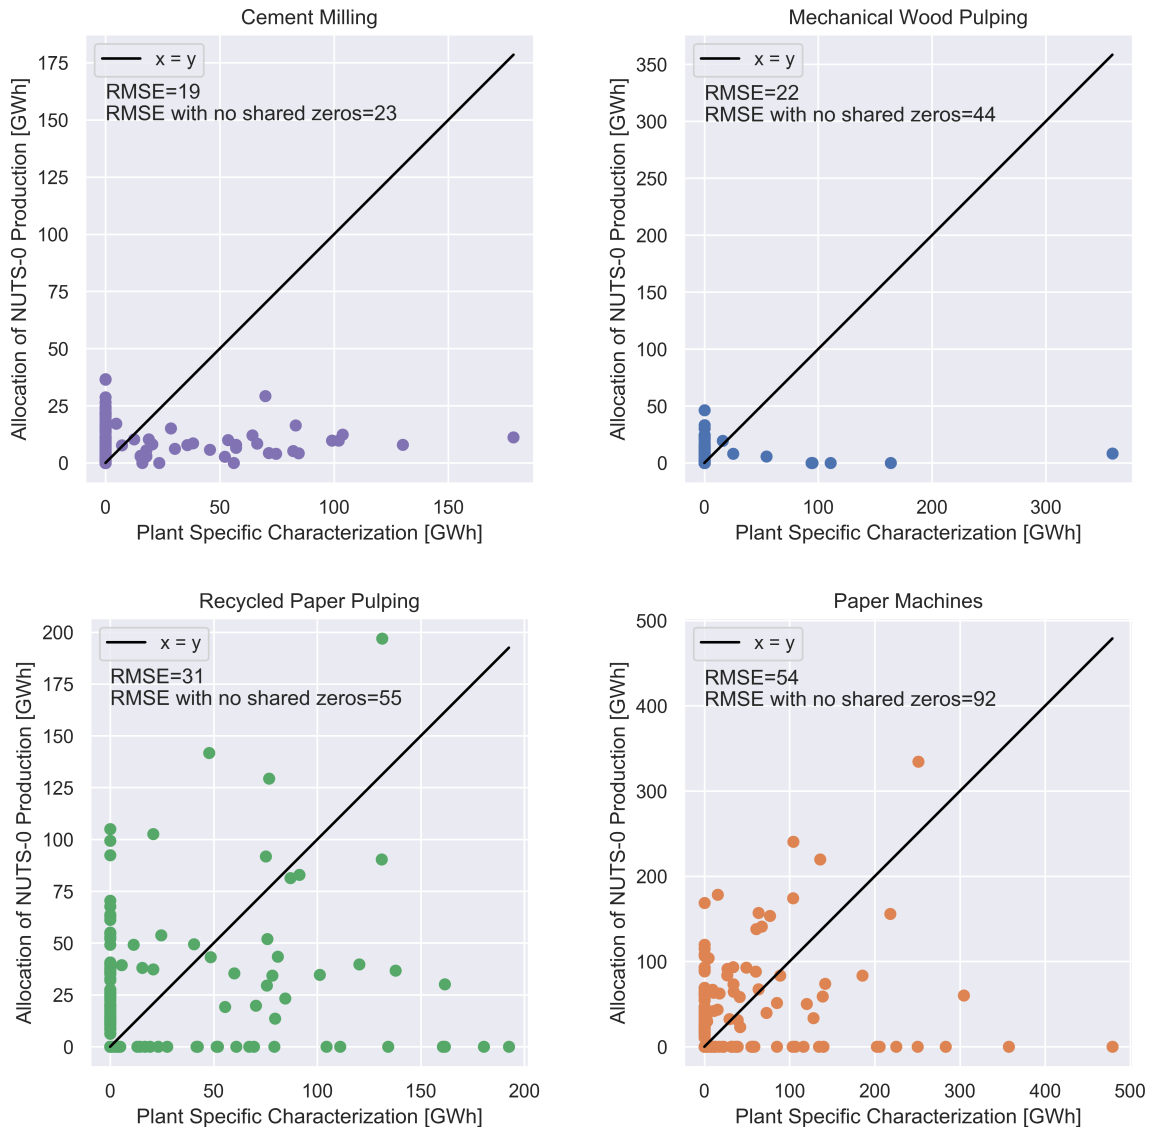 Cement Milling
x = y
RMSE=19
RMSE with no shared zeros=23
Allocation of NUTS-0 Production [GWh]
175
150
125
100
75
50
25
0
0 50 100 150
Plant Specific Characterization [GWh]
Mechanical Wood Pulping
x = y
RMSE=22
RMSE with no shared zeros=44
Allocation of NUTS-0 Production [GWh]
350
300
250
200
150
100
50
0
0 100 200 300
Plant Specific Characterization [GWh]
Recycled Paper Pulping
x = y
RMSE=31
RMSE with no shared zeros=55
Allocation of NUTS-0 Production [GWh]
200
175
150
125
100
75
50
25
0
0 50 100 150 200
Plant Specific Characterization [GWh]
Paper Machines
x = y
RMSE=54
RMSE with no shared zeros=92
Allocation of NUTS-0 Production [GWh]
500
400
300
200
100
0
0 100 200 300 400 500
Plant Specific Characterization [GWh]